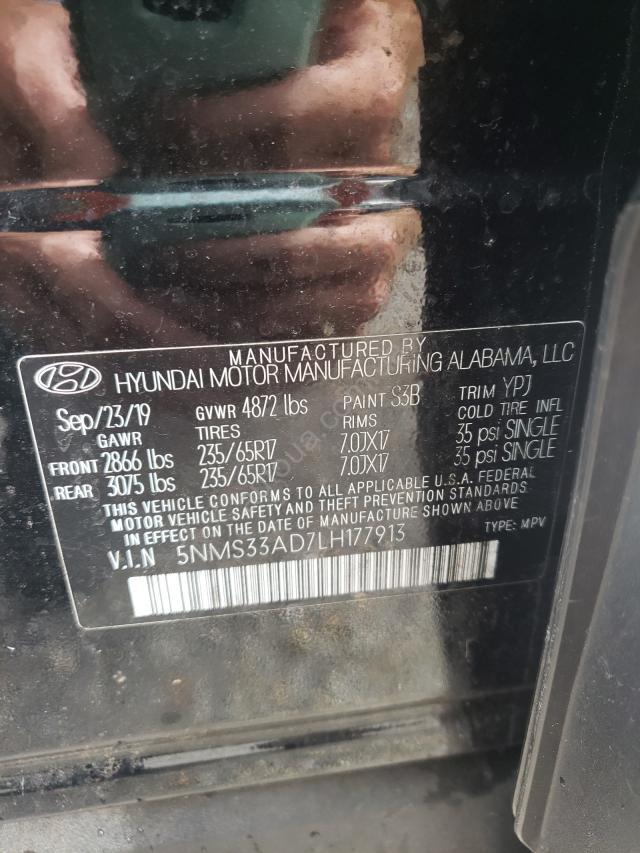 MANUFACTURED BY
HYUNDAI MOTOR MANUFACTURING ALABAMA, LLC
Sep/23/19 GVWR 4872 lbs PAINT S3B TRIM YPJ
GAWR TIRES RIMS COLD TIRE INFL
FRONT 2866 lbs 235/65R17 7.0JX17 35 psi SINGLE
REAR 3075 lbs 235/65R17 7.0JX17 35 psi SINGLE
THIS VEHICLE CONFORMS TO ALL APPLICABLE U.S.A. FEDERAL
MOTOR VEHICLE SAFETY AND THEFT PREVENTION STANDARDS
IN EFFECT ON THE DATE OF MANUFACTURE SHOWN ABOVE
V.I.N 5NMS33AD7LH177913 TYPE: MPV